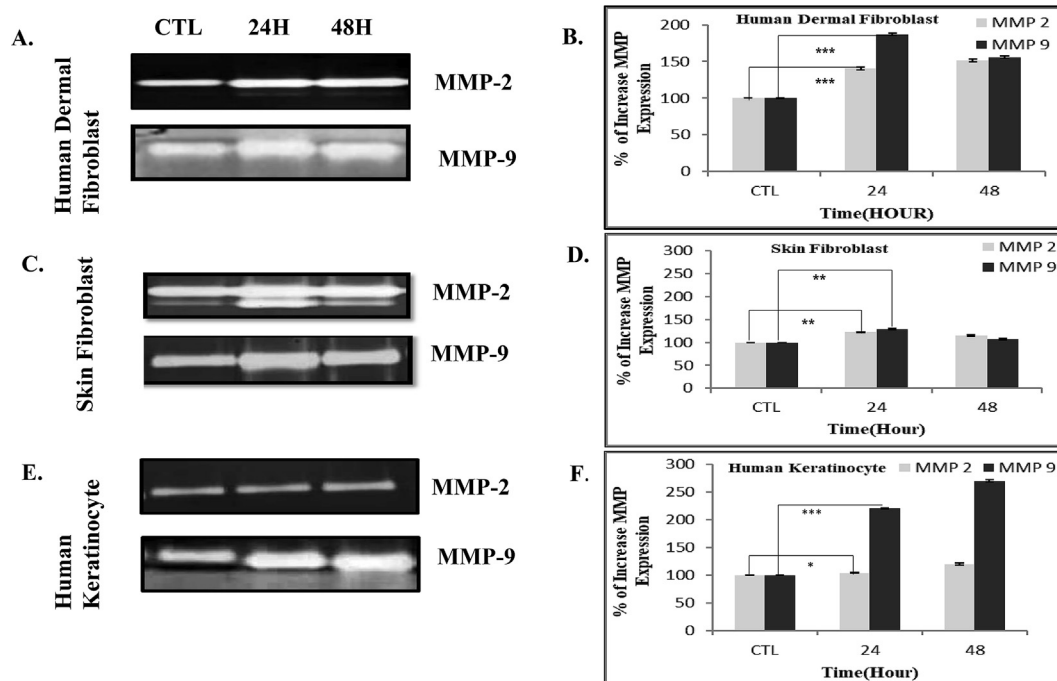 A.
CTL 24H 48H
Human Dermal
Fibroblast
MMP-2
MMP-9
B.
Human Dermal Fibroblast
MMP 2
MMP 9
% of Increase MMP
Expression
200
150
100
50
0
***
***
CTL 24 48
Time(HOUR)
C.
Skin Fibroblast
MMP-2
MMP-9
D.
Skin Fibroblast
MMP 2
MMP 9
% of Increase MMP
Expression
300
250
200
150
100
50
0
**
**
CTL 24 48
Time(Hour)
E.
Human
Keratinocyte
MMP-2
MMP-9
F.
Human Keratinocyte
MMP 2 MMP 9
% of Increase MMP
Expression
300
250
200
150
100
50
0
***
*
CTL 24 48
Time(Hour)